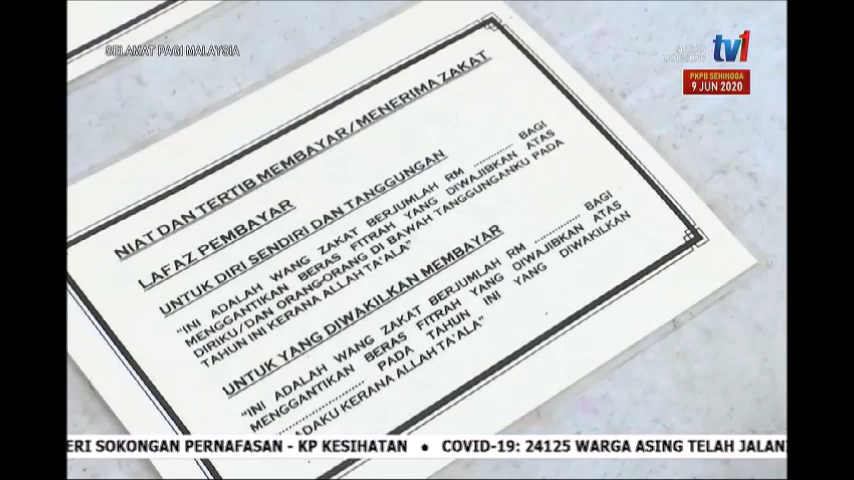 SELAMAT PAGI MALAYSIA
tv1
PKPB SEHINGGA
9 JUN 2020
NIAT DAN TERTIB MEMBAYAR/MENERIMA ZAKAT
LAFAZ PEMBAYAR
UNTUK DIRI SENDIRI DAN TANGGUNGAN
"INI ADALAH WANG ZAKAT BERJUMLAH RM ............ BAGI
MENGGANTIKAN BERAS FITRAH YANG DIWAJIBKAN ATAS
DIRIKU/DAN ORANG-ORANG DI BAWAH TANGGUNGANKU PADA
TAHUN INI KERANA ALLAH TA'ALA"
UNTUK YANG DIWAKILKAN MEMBAYAR
"INI ADALAH WANG ZAKAT BERJUMLAH RM .............. BAGI
MENGGANTIKAN BERAS FITRAH YANG DIWAJIBKAN ATAS
...................... PADA TAHUN INI YANG DIWAKILKAN
ADAKU KERANA ALLAH TA'ALA"
ERI SOKONGAN PERNAFASAN - KP KESIHATAN • COVID-19: 24125 WARGA ASING TELAH JALANI